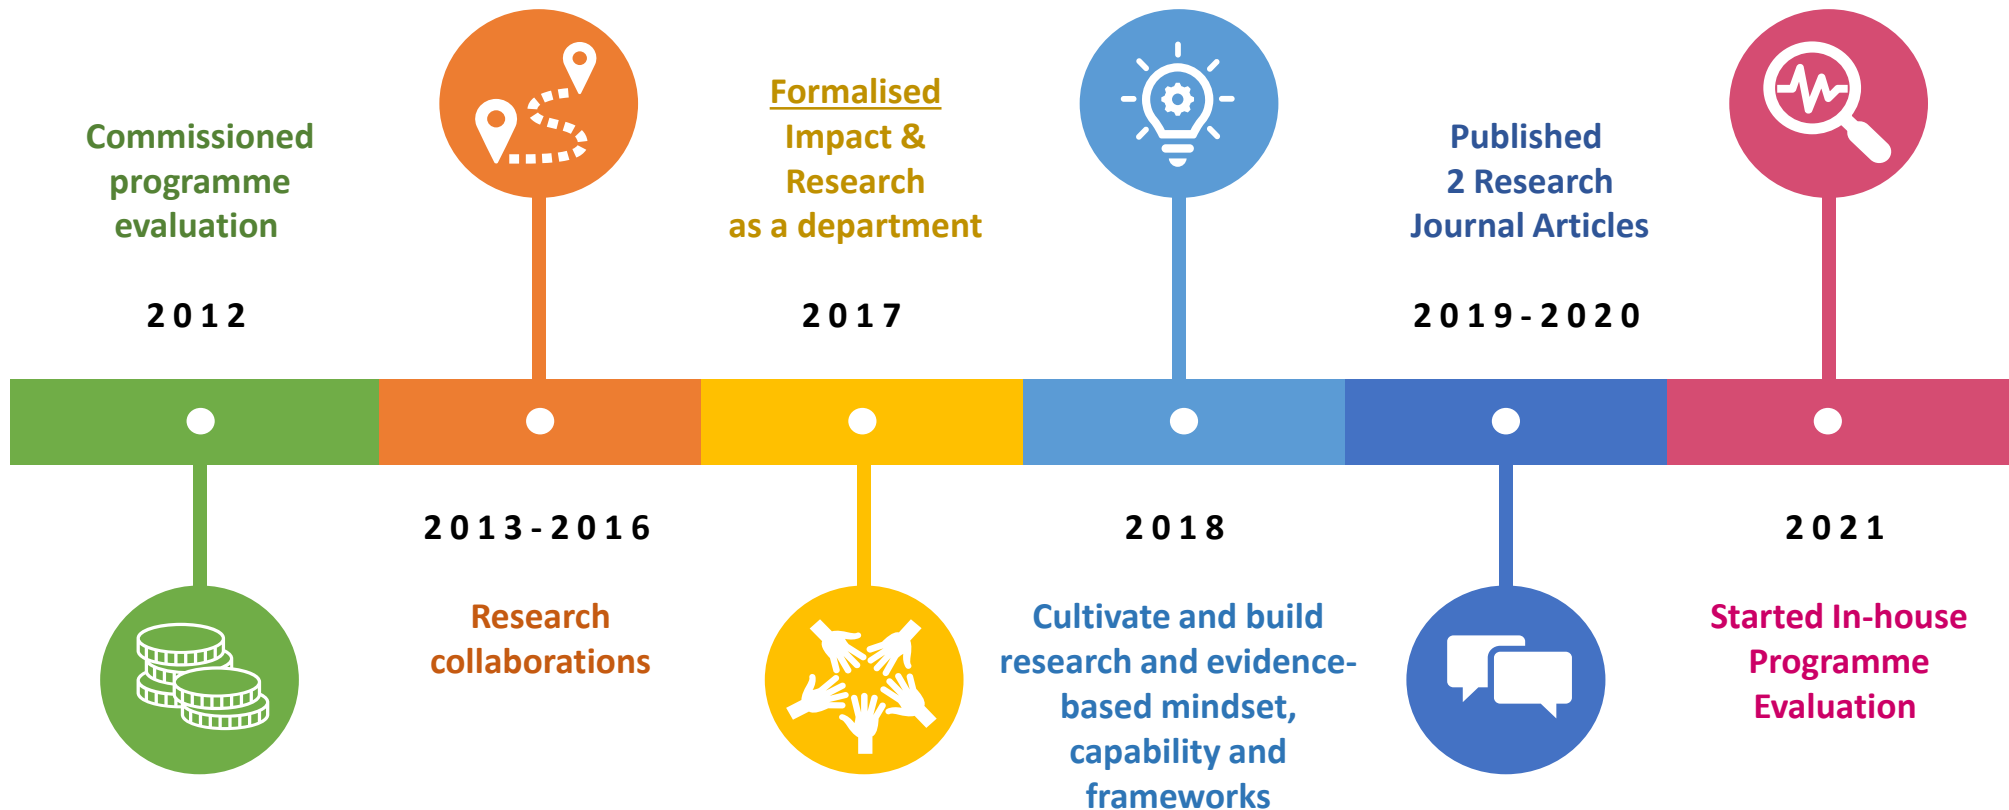 Commissioned
programme
evaluation
2012
2013-2016
Research
collaborations
Formalised
Impact &
Research
as a department
2017
2018
Cultivate and build
research and evidence-
based mindset,
capability and
frameworks
Published
2 Research
Journal Articles
2019-2020
2021
Started In-house
Programme
Evaluation